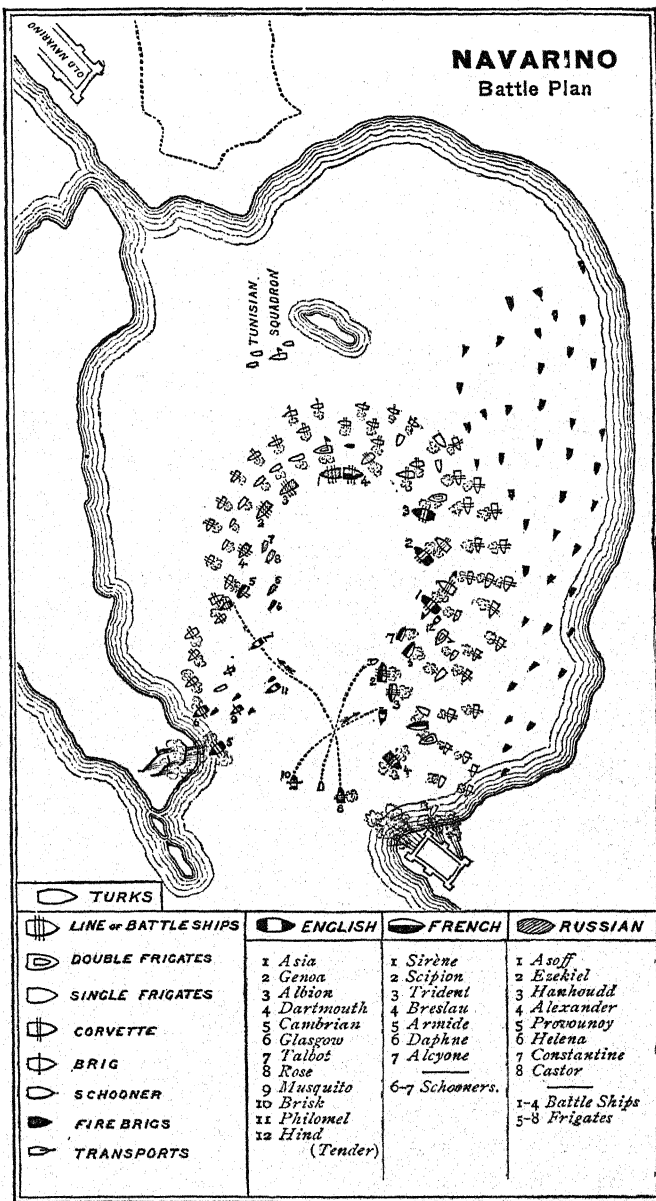 OLD NAVARINO
NAVARINO
Battle Plan
TUNISIAN
SQUADRON
TURKS
LINE OF BATTLE SHIPS
DOUBLE FRIGATES
SINGLE FRIGATES
CORVETTE
BRIG
SCHOONER
FIRE BRIGS
TRANSPORTS
ENGLISH
1 Asia
2 Genoa
3 Albion
4 Dartmouth
5 Cambrian
6 Glasgow
7 Talbot
8 Rose
9 Musquito
10 Brisk
11 Philomel
12 Hind
(Tender)
FRENCH
1 Sirène
2 Scipion
3 Trident
4 Breslau
5 Armide
6 Daphne
7 Alcyone
6-7 Schooners.
RUSSIAN
1 Asoff
2 Ezekiel
3 Hanhoudd
4 Alexander
5 Provounoy
6 Helena
7 Constantine
8 Castor
1-4 Battle Ships
5-8 Frigates